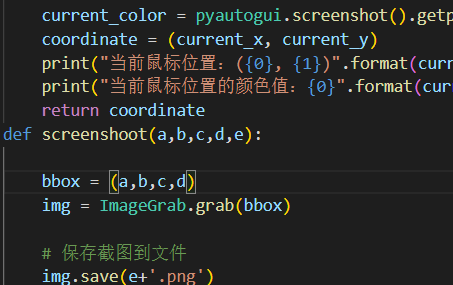 current_color = pyautogui.screenshot().getp
coordinate = (current_x, current_y)
print("当前鼠标位置：({0}, {1})".format(curr
print("当前鼠标位置的颜色值：{0}".format(cur
return coordinate
def screenshoot(a,b,c,d,e):
bbox = (a,b,c,d)
img = ImageGrab.grab(bbox)
# 保存截图到文件
img.save(e+'.png')